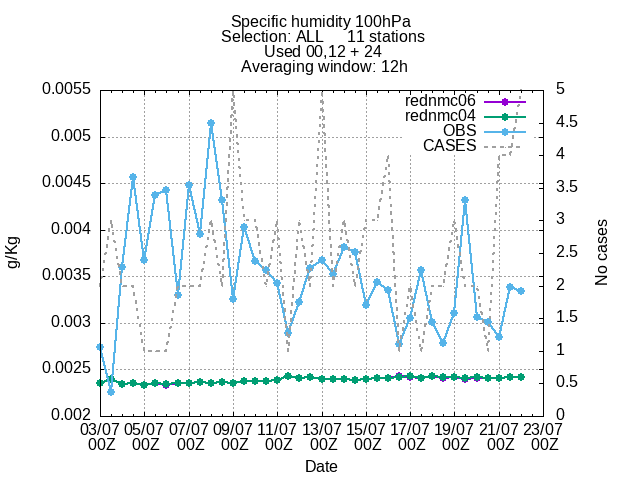 Specific humidity 100hPa
Selection: ALL 11 stations
Used 00,12 + 24
Averaging window: 12h
rednmc06
rednmc04
OBS
CASES
0.0055
0.005
0.0045
0.004
0.0035
0.003
0.0025
0.002
g/Kg
5
4.5
4
3.5
3
2.5
2
1.5
1
0.5
0
No cases
03/07 05/07 07/07 09/07 11/07 13/07 15/07 17/07 19/07 21/07 23/07
00Z 00Z 00Z 00Z 00Z 00Z 00Z 00Z 00Z 00Z 00Z
Date